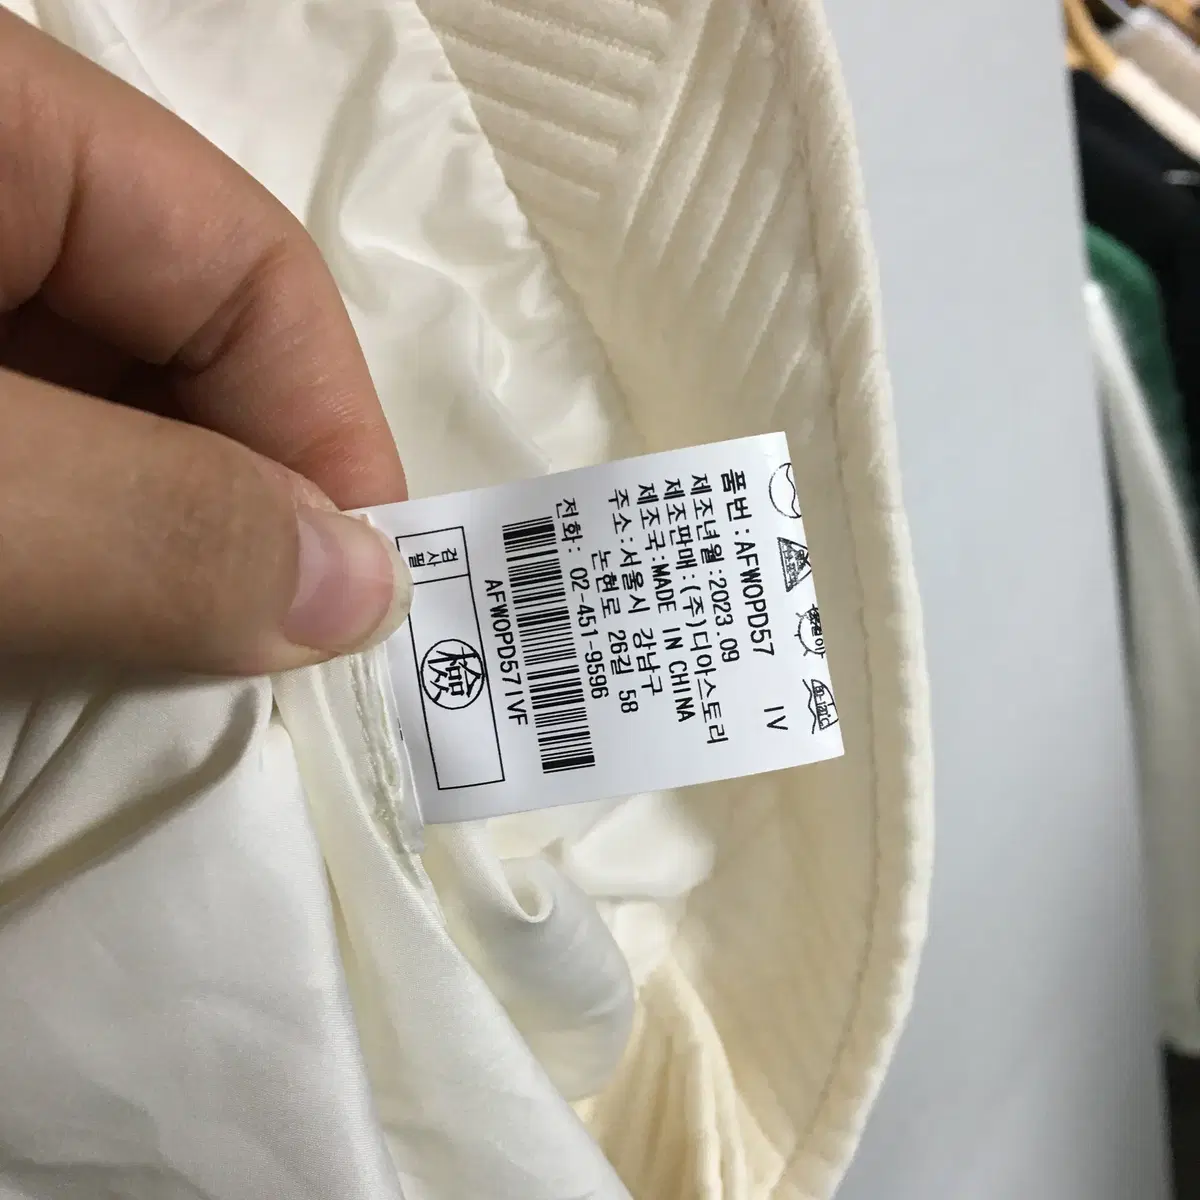 품번:AFWOPD57 IV
제조년월:2023.09
제조판매:(주)디아스토리
제조국:MADE IN CHINA
주소:서울시 강남구
논현로 26길 58
전화: 02-451-9596
AFWOPD57IVF
검사필
檢